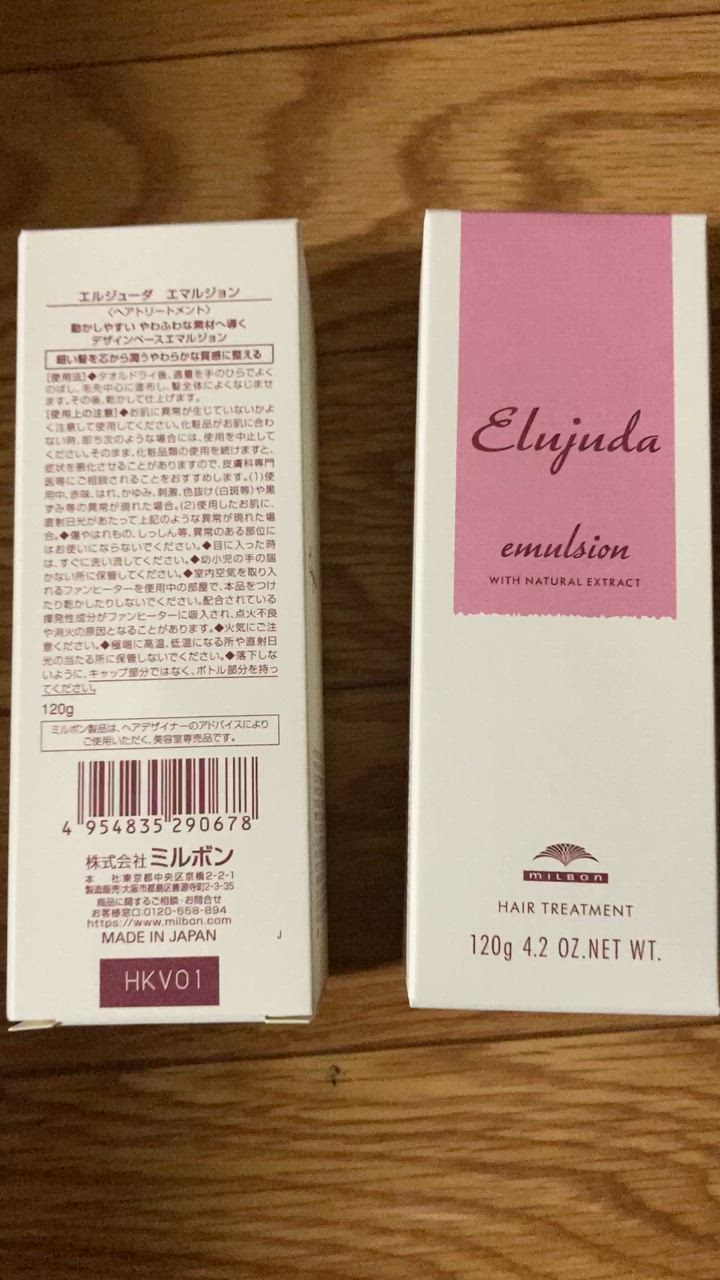 エルジューダ エマルジョン
〈ヘアトリートメント〉
動かしやすい やわふわな素材へ導く
デザインベースエマルジョン
細い髪を芯から潤うやわらかな質感に整える
[使用法]◆タオルドライ後、適量を手のひらでよく
のばし、毛先中心に塗布し、髪全体によくなじませ
ます。その後、乾かして仕上げます。
[使用上の注意]◆お肌に異常が生じていないかよ
く注意して使用してください。化粧品がお肌に合わ
ない時、即ち次のような場合には、使用を中止して
ください。そのまま、化粧品類の使用を続けますと、
症状を悪化させることがありますので、皮膚科専門
医等にご相談されることをおすすめします。(1)使
用中、赤味、はれ、かゆみ、刺激、色抜け(白斑等)や黒
ずみ等の異常が現れた場合。(2)使用したお肌に、
直射日光があたって上記のような異常が現れた場
合。◆傷やはれもの、しっしん等、異常のある部位に
はお使いにならないでください。◆目に入った時
は、すぐに洗い流してください。◆幼小児の手の届
かない所に保管してください。◆室内空気を取り入
れるファンヒーターを使用中の部屋で、本品をつけ
たり乾かしたりしないでください。配合されている
揮発性成分がファンヒーターに吸入され、点火不良
や消火の原因となることがあります。◆火気にご注
意ください。◆極端に高温、低温になる所や直射日
光の当たる所に保管しないでください。◆落下しな
いように、キャップ部分ではなく、ボトル部分を持っ
てください。
120g
ミルボン製品は、ヘアデザイナーのアドバイスにより
ご使用いただく、美容室専売品です。
4 954835 290678
株式会社 ミルボン
本 社:東京都中央区京橋2-2-1
製造販売:大阪市都島区善源寺町2-3-35
商品に関するご相談・お問合せ
お客様窓口:0120-658-894
https://www.milbon.com
MADE IN JAPAN J
HKV01
Elujuda
emulsion
WITH NATURAL EXTRACT
MILBON
HAIR TREATMENT
120g 4.2 OZ.NET WT.